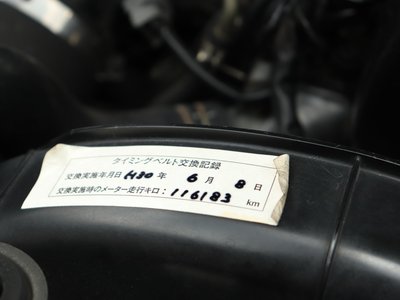 タイミングベルト交換記録
交換実施年月日 H30 年 6 月 8 日
交換実施時のメーター走行キロ: 116183 km